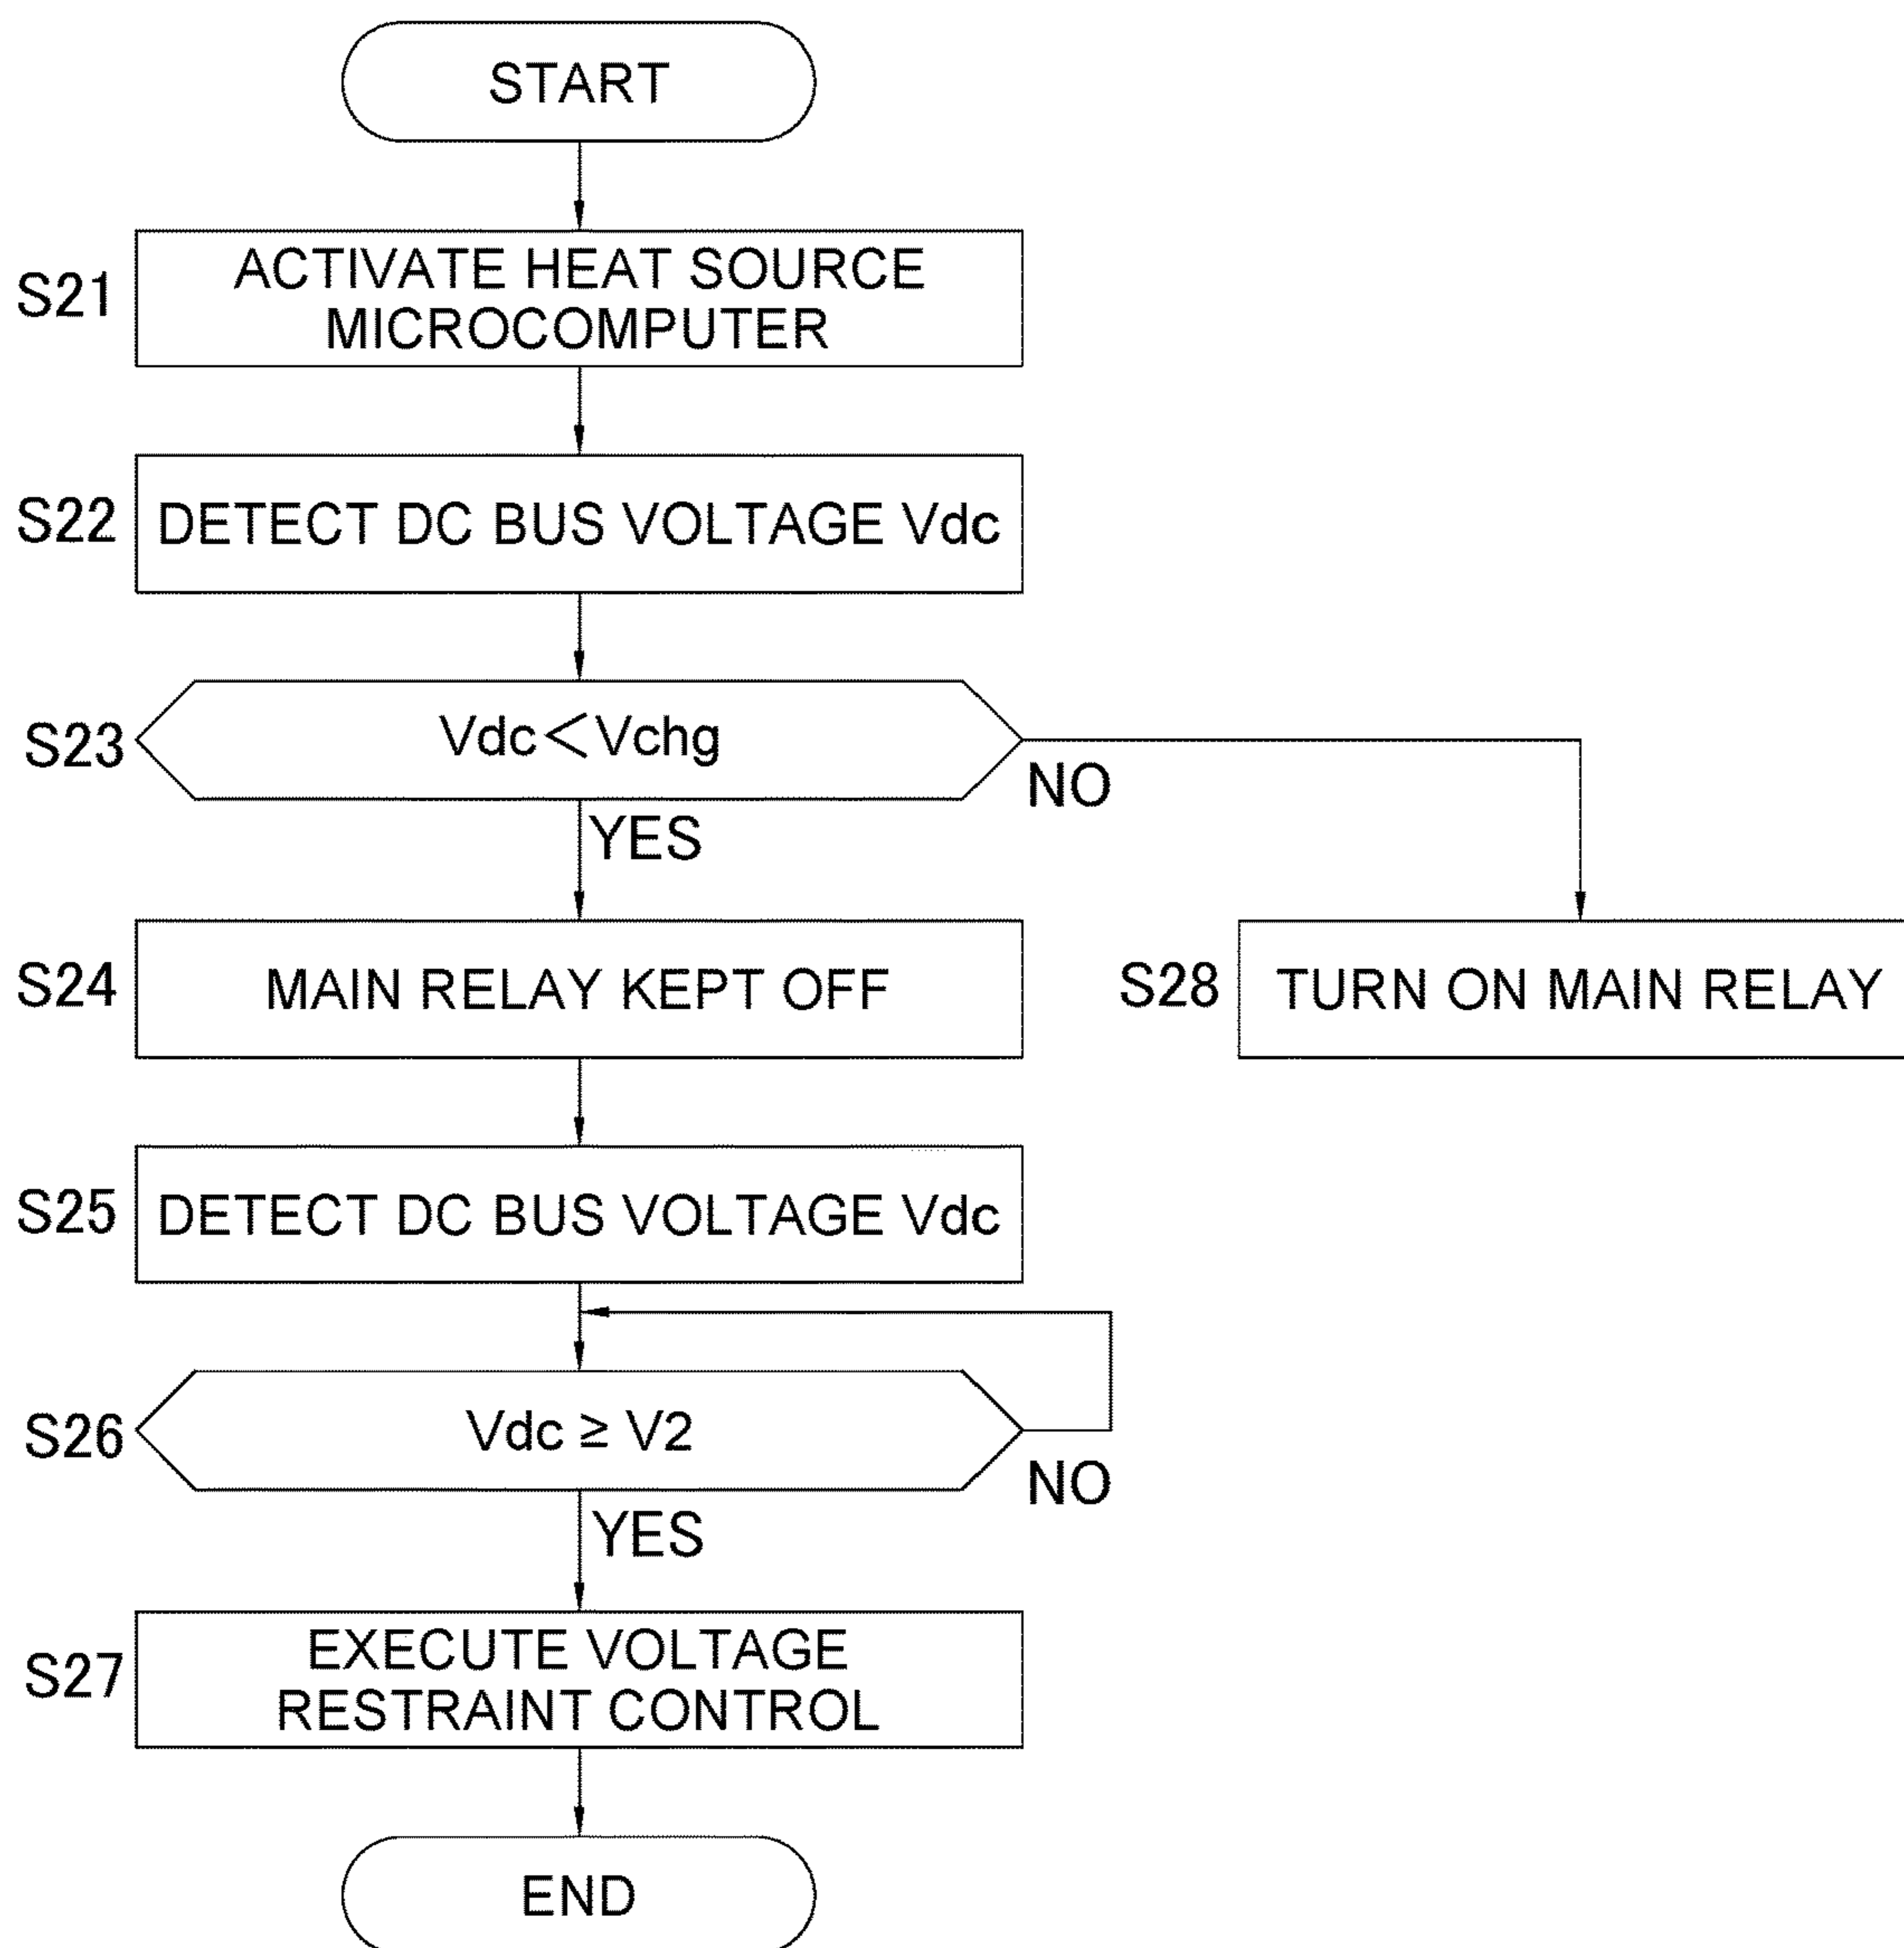 START
S21
ACTIVATE HEAT SOURCE
MICROCOMPUTER
S22
DETECT DC BUS VOLTAGE Vdc
S23
Vdc<Vchg
NO
YES
S24
MAIN RELAY KEPT OFF
S28
TURN ON MAIN RELAY
S25
DETECT DC BUS VOLTAGE Vdc
S26
Vdc ≥ V2
NO
YES
S27
EXECUTE VOLTAGE
RESTRAINT CONTROL
END